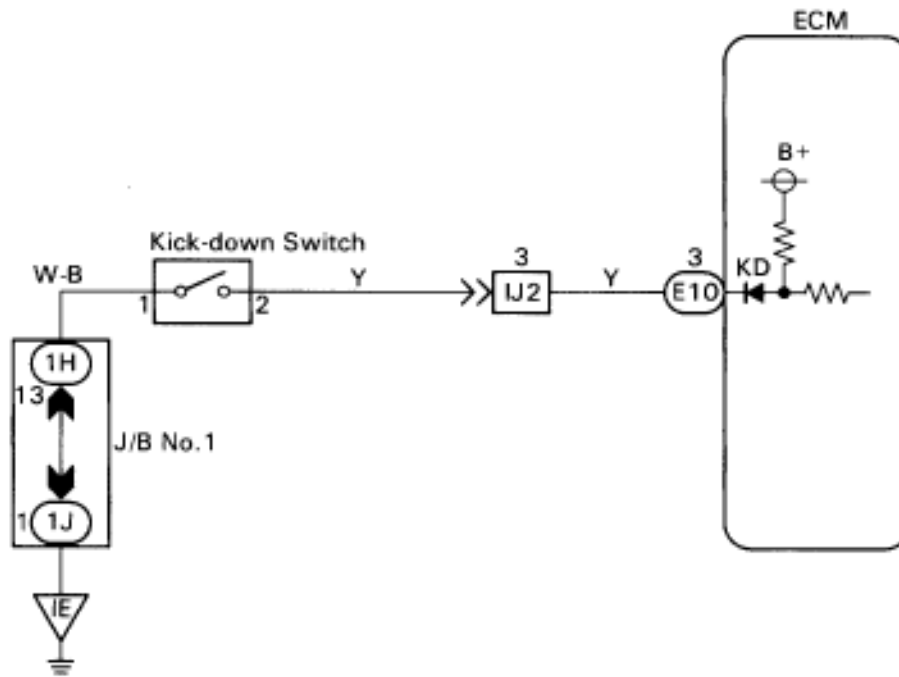 ECM
B+
Kick-down Switch
W-B
1
2
Y
3
IJ2
Y
3
E10
KD
1H
13
J/B No.1
1
1J
IE